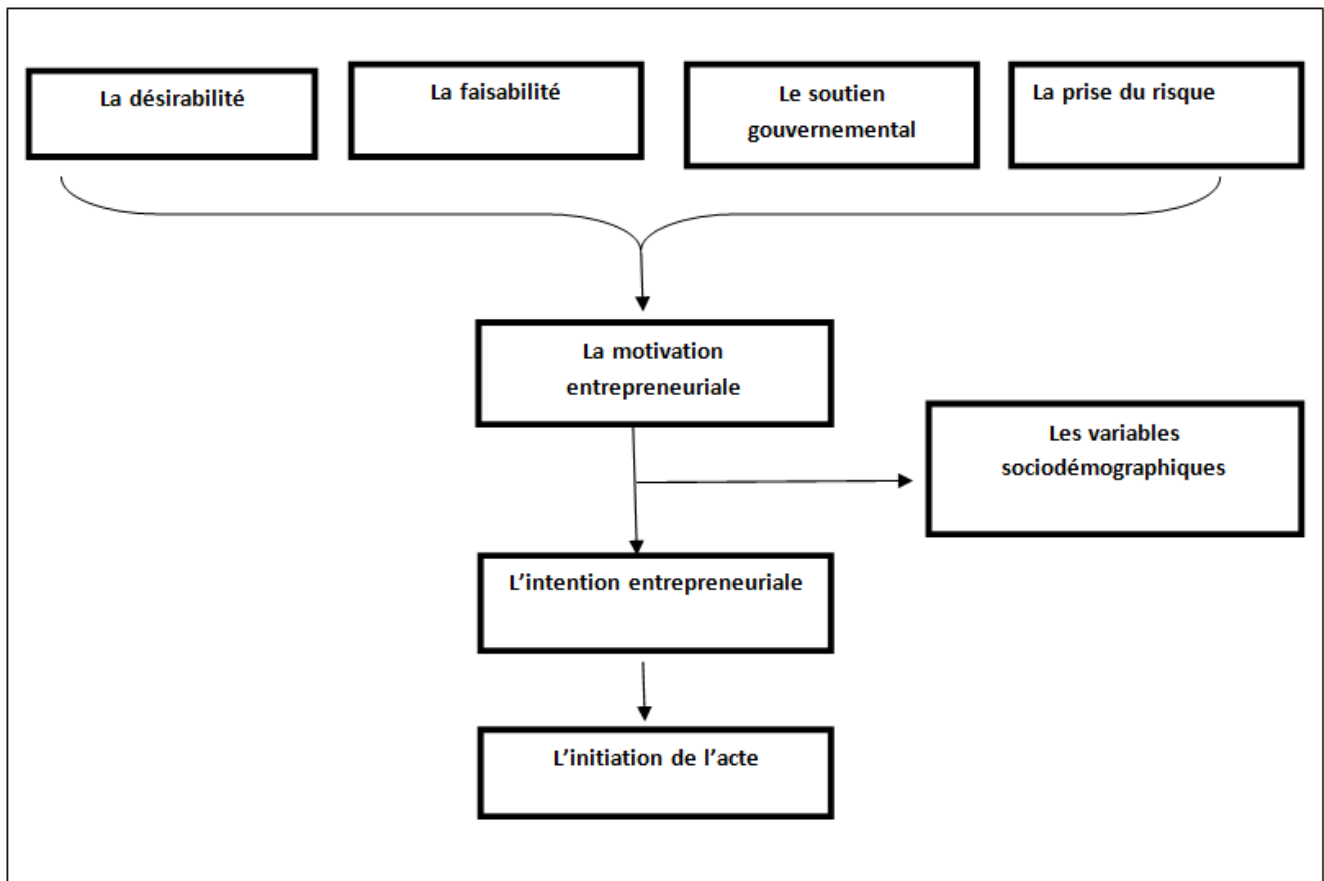 La désirabilité
La faisabilité
Le soutien
gouvernemental
La prise du risque
La motivation
entrepreneuriale
Les variables
sociodémographiques
L’intention entrepreneuriale
L’initiation de l’acte